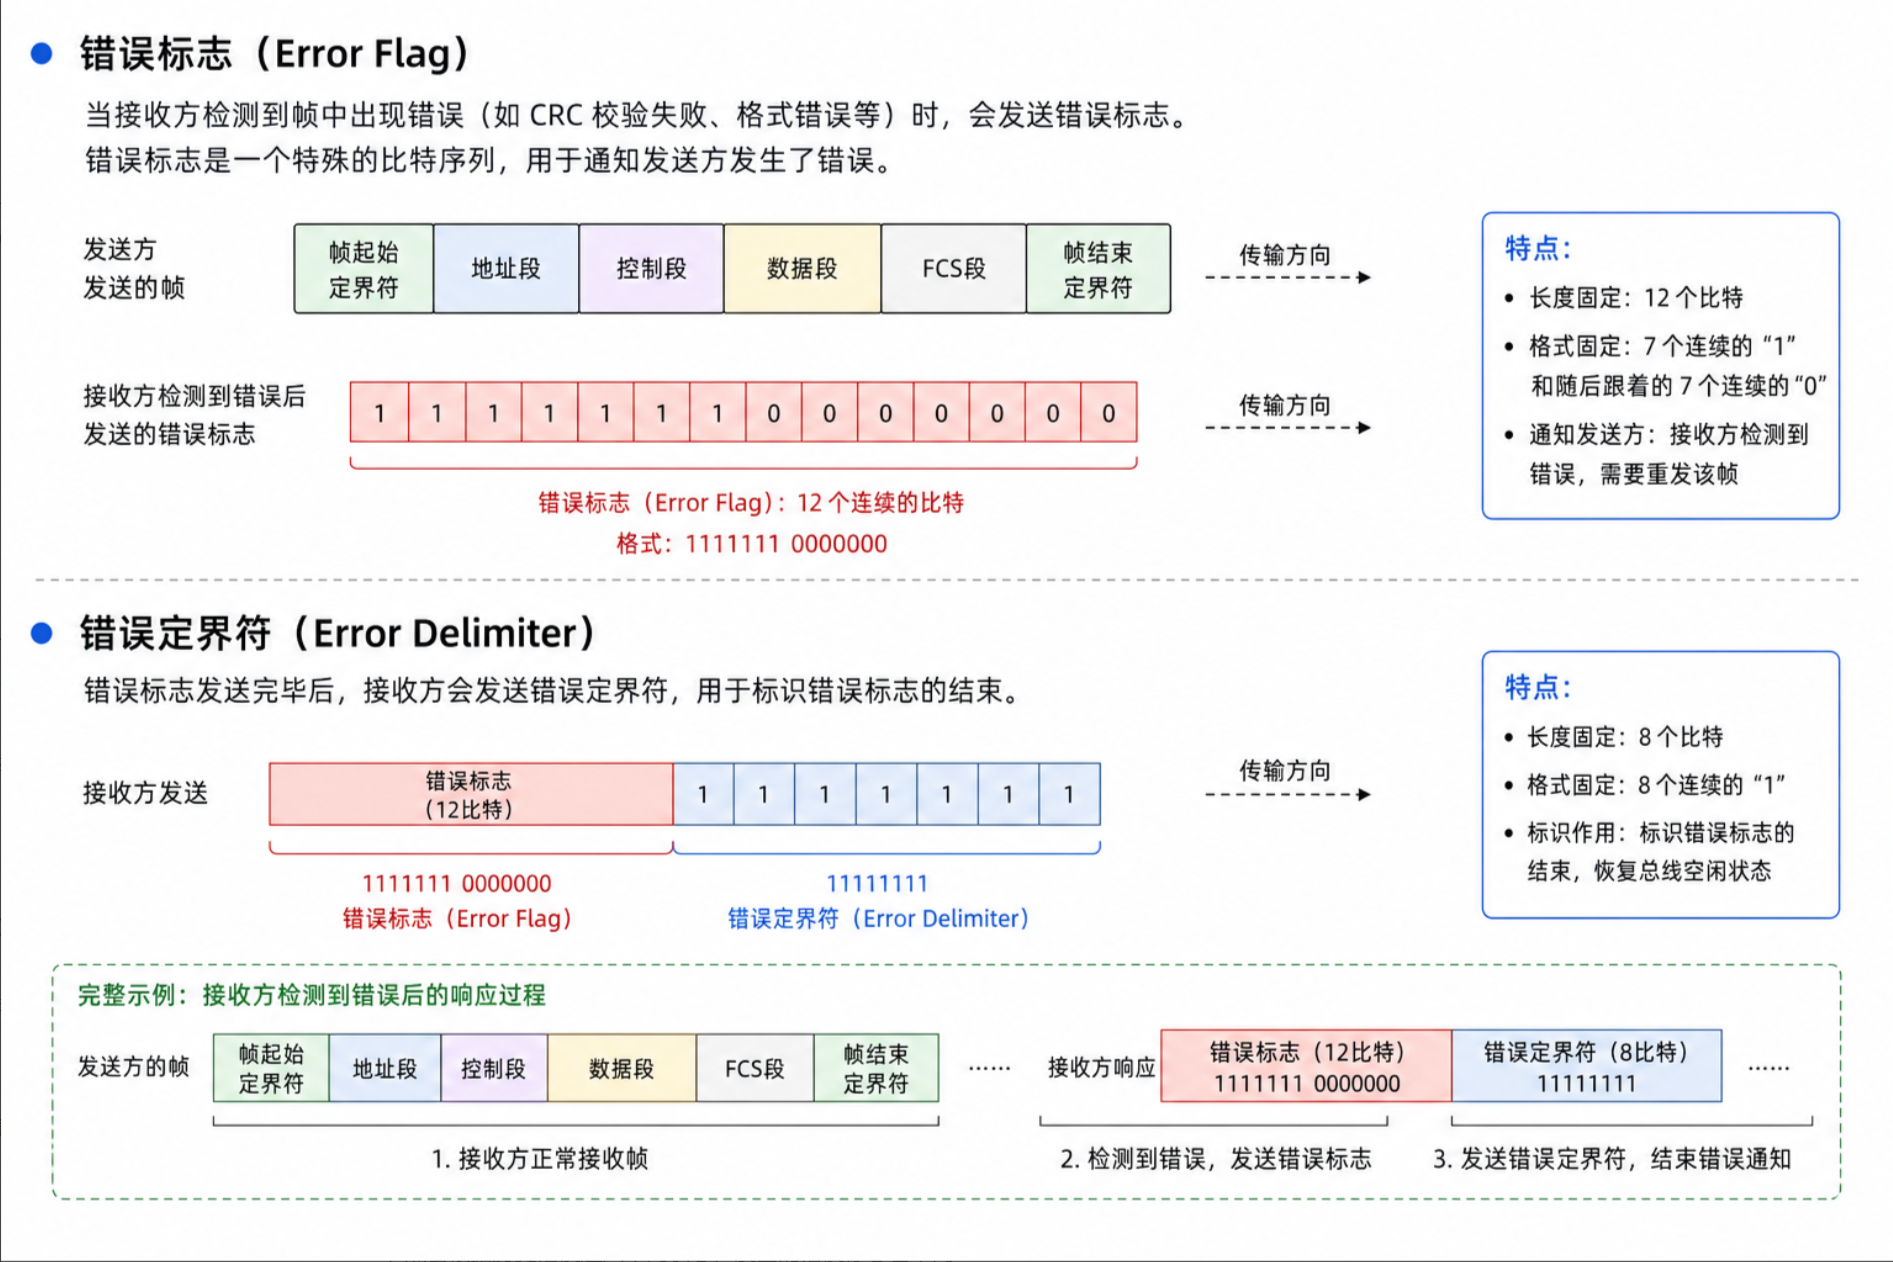 错误标志（Error Flag）
当接收方检测到帧中出现错误（如 CRC 校验失败、格式错误等）时，会发送错误标志。
错误标志是一个特殊的比特序列，用于通知发送方发生了错误。
发送方
发送的帧
帧起始
定界符
地址段
控制段
数据段
FCS段
帧结束
定界符
传输方向
接收方检测到错误后
发送的错误标志
1 1 1 1 1 1 1 0 0 0 0 0 0 0
传输方向
错误标志（Error Flag）：12 个连续的比特
格式：1111111 0000000
特点：
• 长度固定：12 个比特
• 格式固定：7 个连续的 “1”
和随后跟着的 7 个连续的 “0”
• 通知发送方：接收方检测到
错误，需要重发该帧
错误定界符（Error Delimiter）
错误标志发送完毕后，接收方会发送错误定界符，用于标识错误标志的结束。
接收方发送
错误标志
（12比特）
1 1 1 1 1 1 1
传输方向
1111111 0000000
错误标志（Error Flag）
11111111
错误定界符（Error Delimiter）
特点：
• 长度固定：8 个比特
• 格式固定：8 个连续的 “1”
• 标识作用：标识错误标志的
结束，恢复总线空闲状态
完整示例：接收方检测到错误后的响应过程
发送方的帧
帧起始
定界符
地址段
控制段
数据段
FCS段
帧结束
定界符
……
接收方响应
错误标志（12比特）
1111111 0000000
错误定界符（8比特）
11111111
……
1. 接收方正常接收帧
2. 检测到错误，发送错误标志
3. 发送错误定界符，结束错误通知